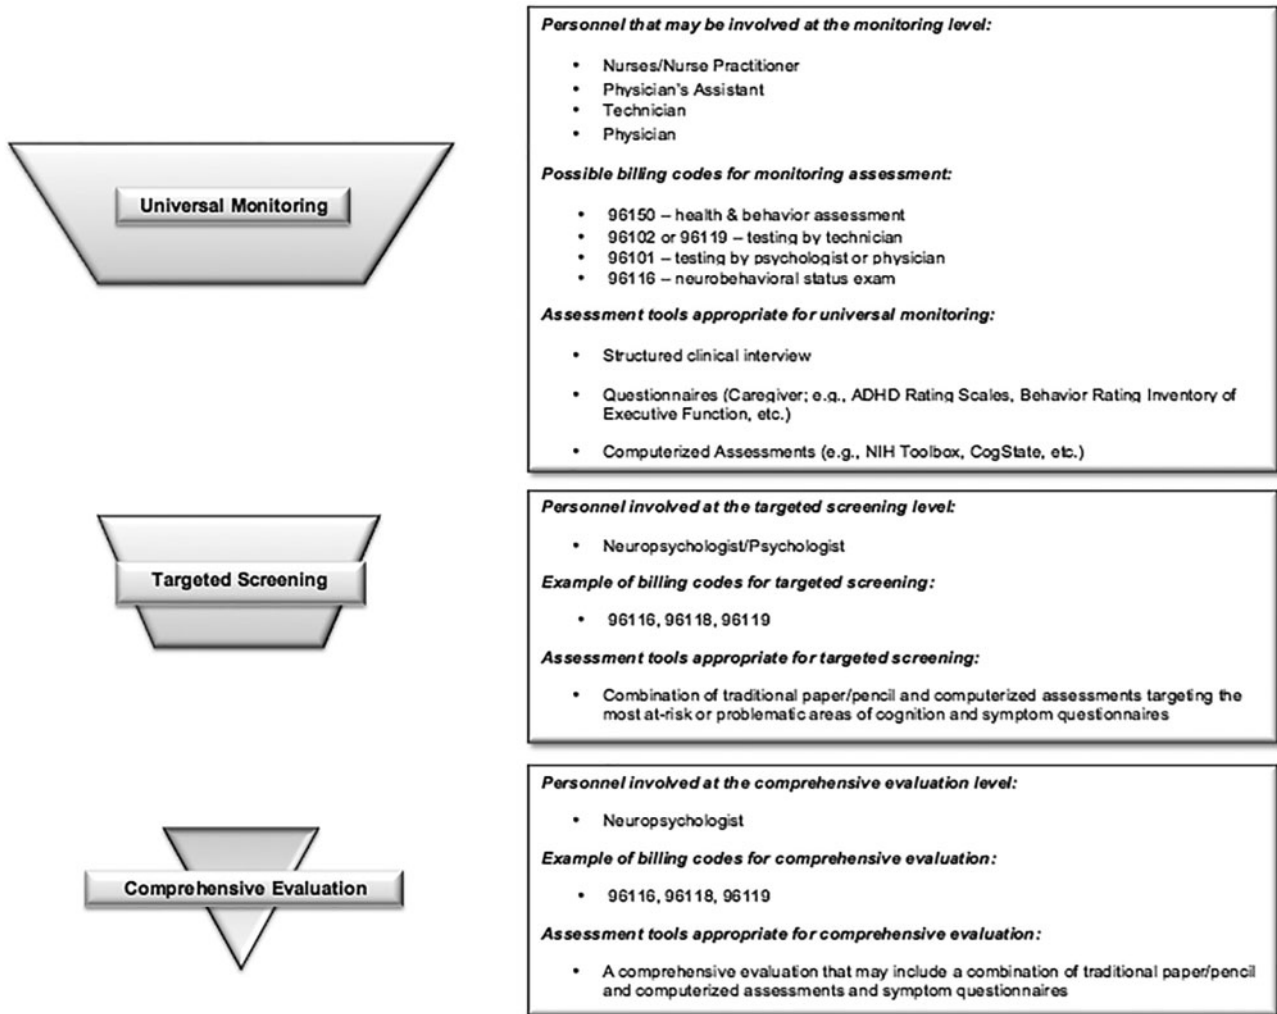 Universal Monitoring
Personnel that may be involved at the monitoring level:
• Nurses/Nurse Practitioner
• Physician's Assistant
• Technician
• Physician
Possible billing codes for monitoring assessment:
• 96150 – health & behavior assessment
• 96102 or 96119 – testing by technician
• 96101 – testing by psychologist or physician
• 96116 – neurobehavioral status exam
Assessment tools appropriate for universal monitoring:
• Structured clinical interview
• Questionnaires (Caregiver; e.g., ADHD Rating Scales, Behavior Rating Inventory of
Executive Function, etc.)
• Computerized Assessments (e.g., NIH Toolbox, CogState, etc.)
Targeted Screening
Personnel involved at the targeted screening level:
• Neuropsychologist/Psychologist
Example of billing codes for targeted screening:
• 96116, 96118, 96119
Assessment tools appropriate for targeted screening:
• Combination of traditional paper/pencil and computerized assessments targeting the
most at-risk or problematic areas of cognition and symptom questionnaires
Comprehensive Evaluation
Personnel involved at the comprehensive evaluation level:
• Neuropsychologist
Example of billing codes for comprehensive evaluation:
• 96116, 96118, 96119
Assessment tools appropriate for comprehensive evaluation:
• A comprehensive evaluation that may include a combination of traditional paper/pencil
and computerized assessments and symptom questionnaires